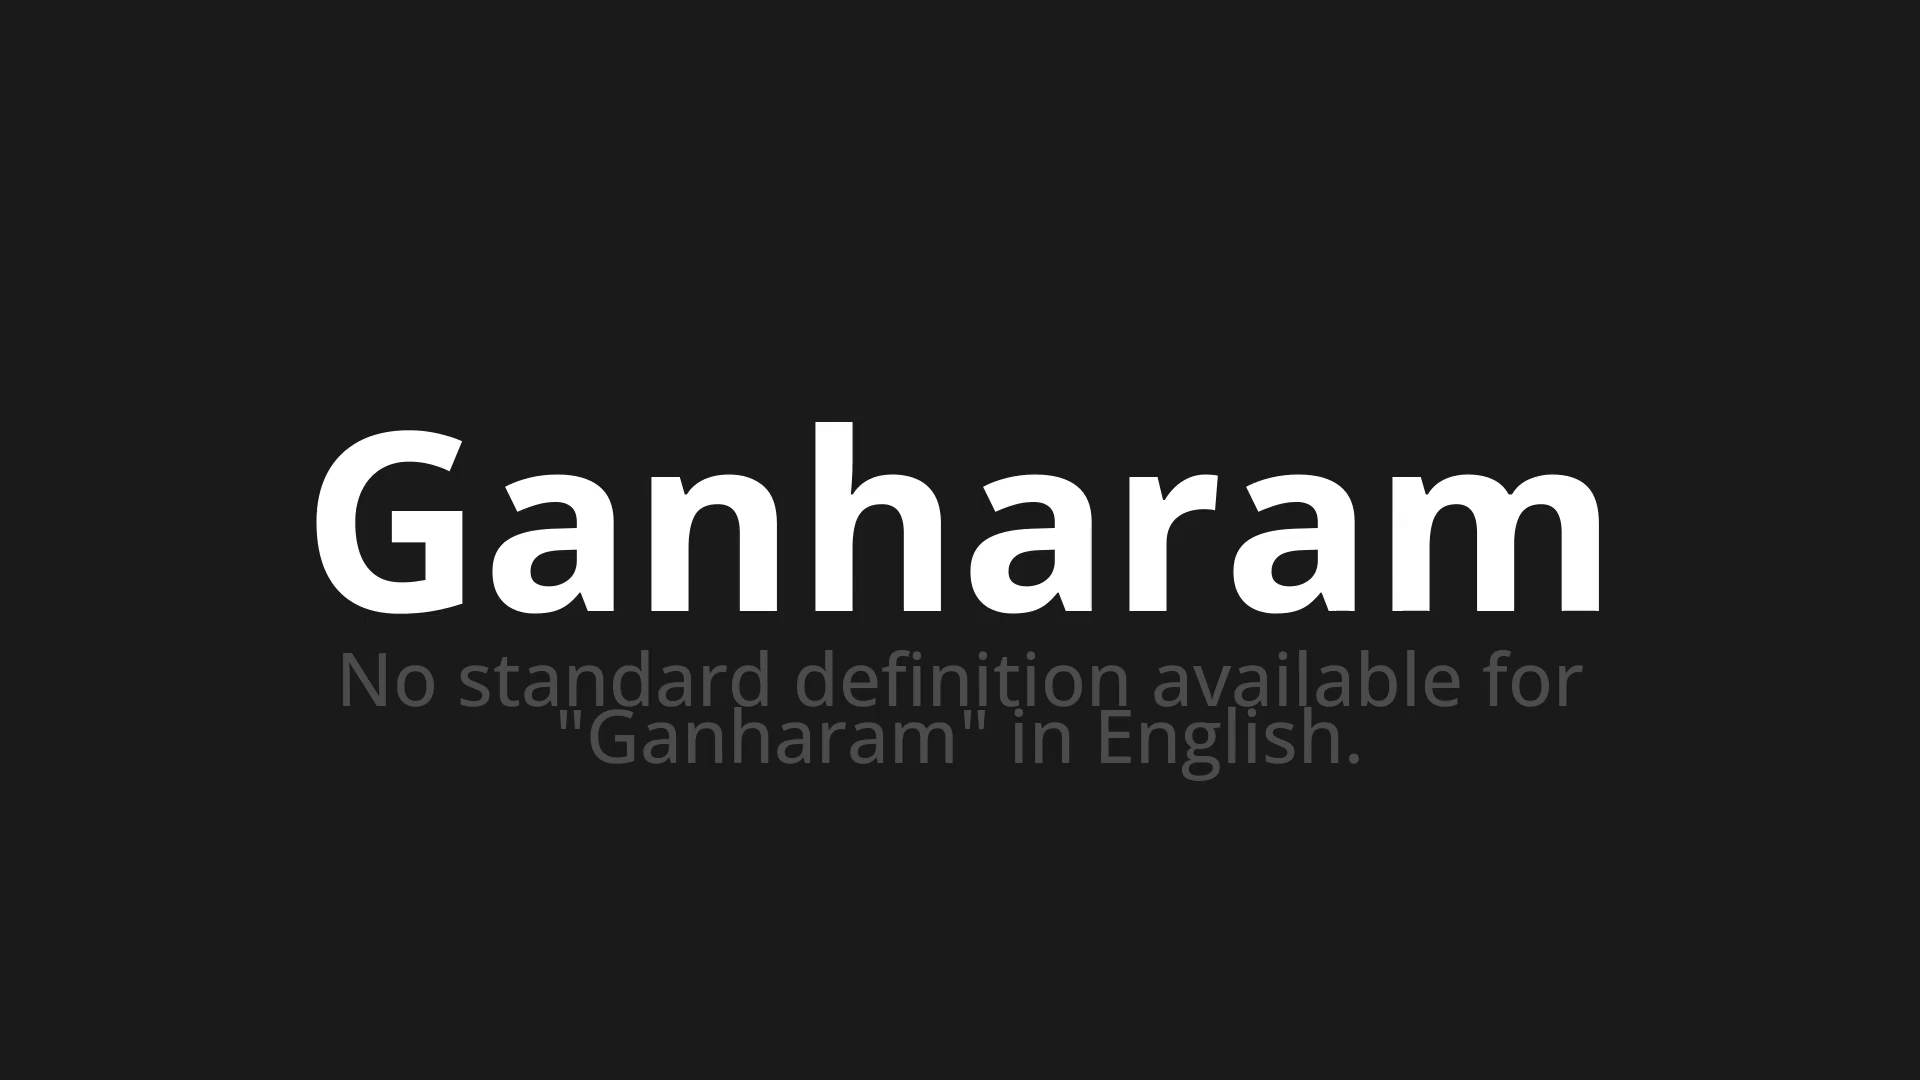 Ganharam
No standard definition available for
"Ganharam" in English.